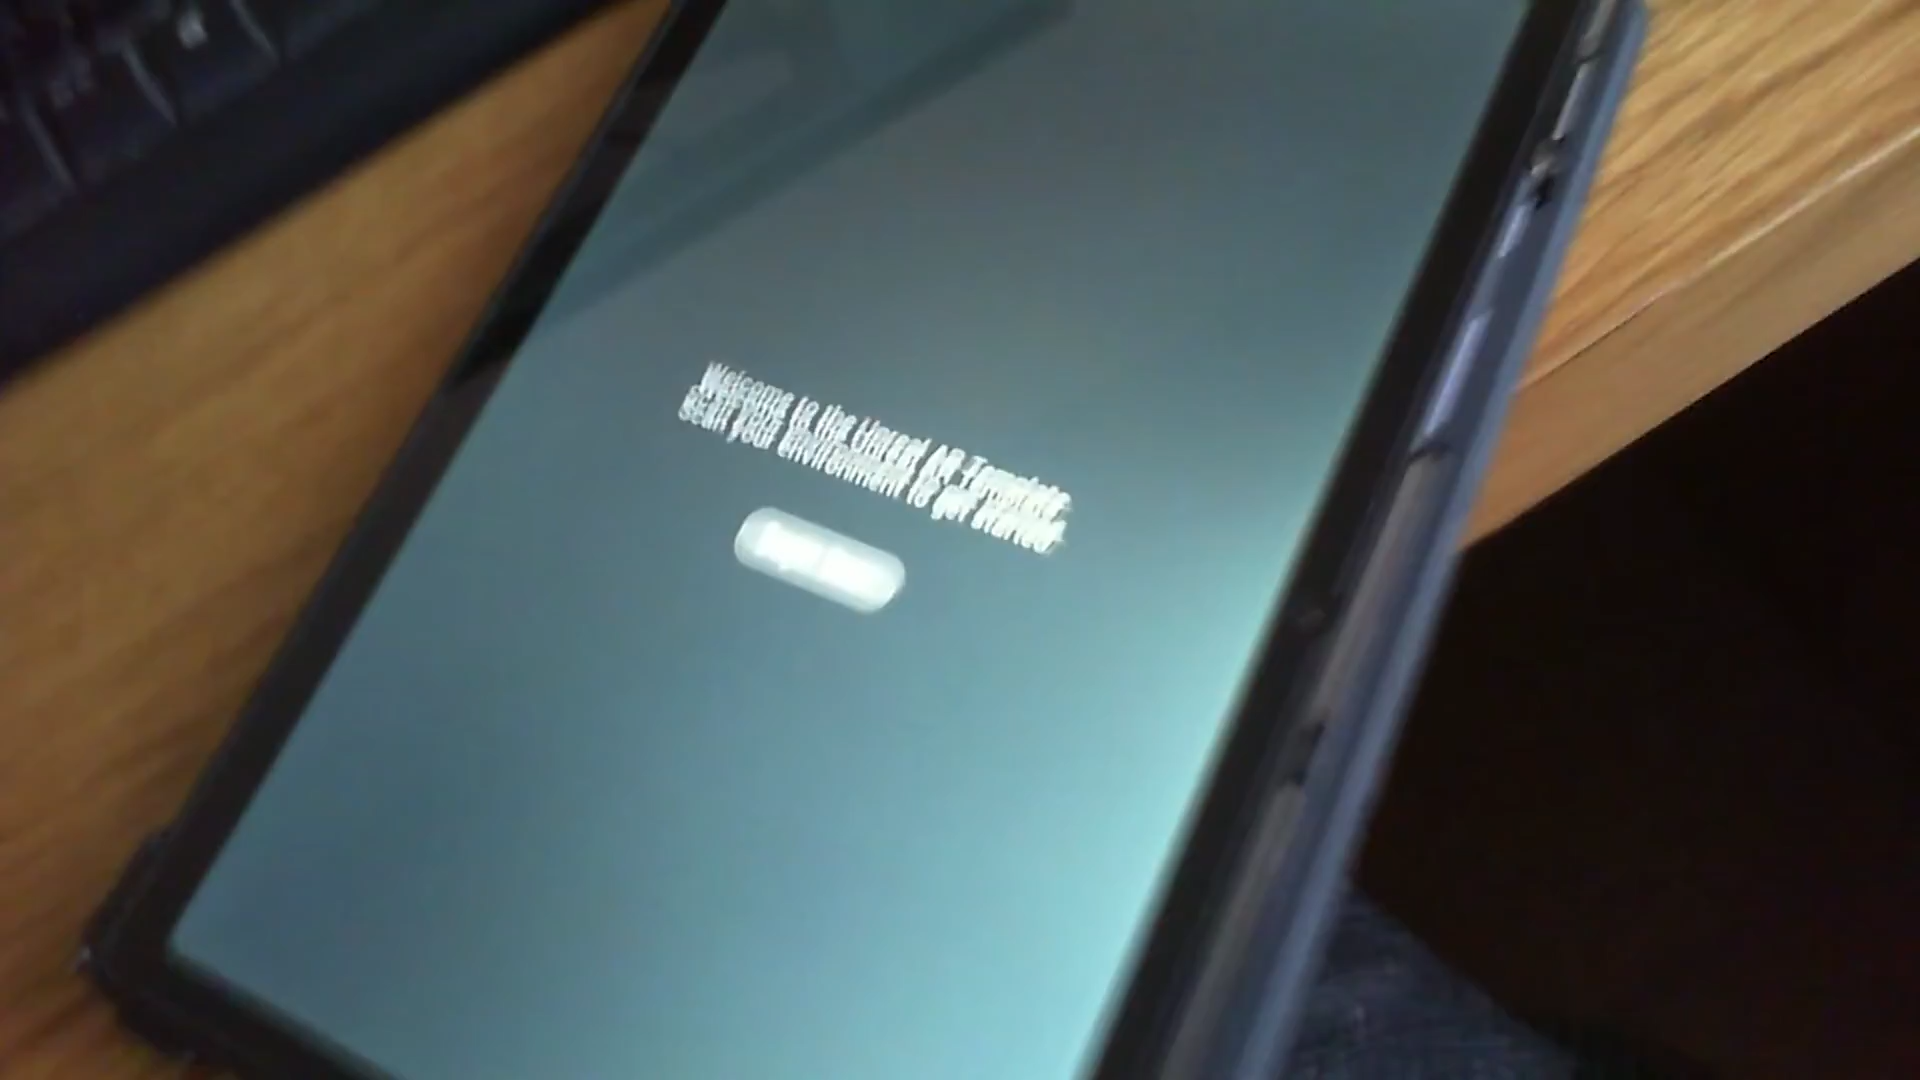 Welcome to the Unreal AR Template.
Scan your environment to get started!